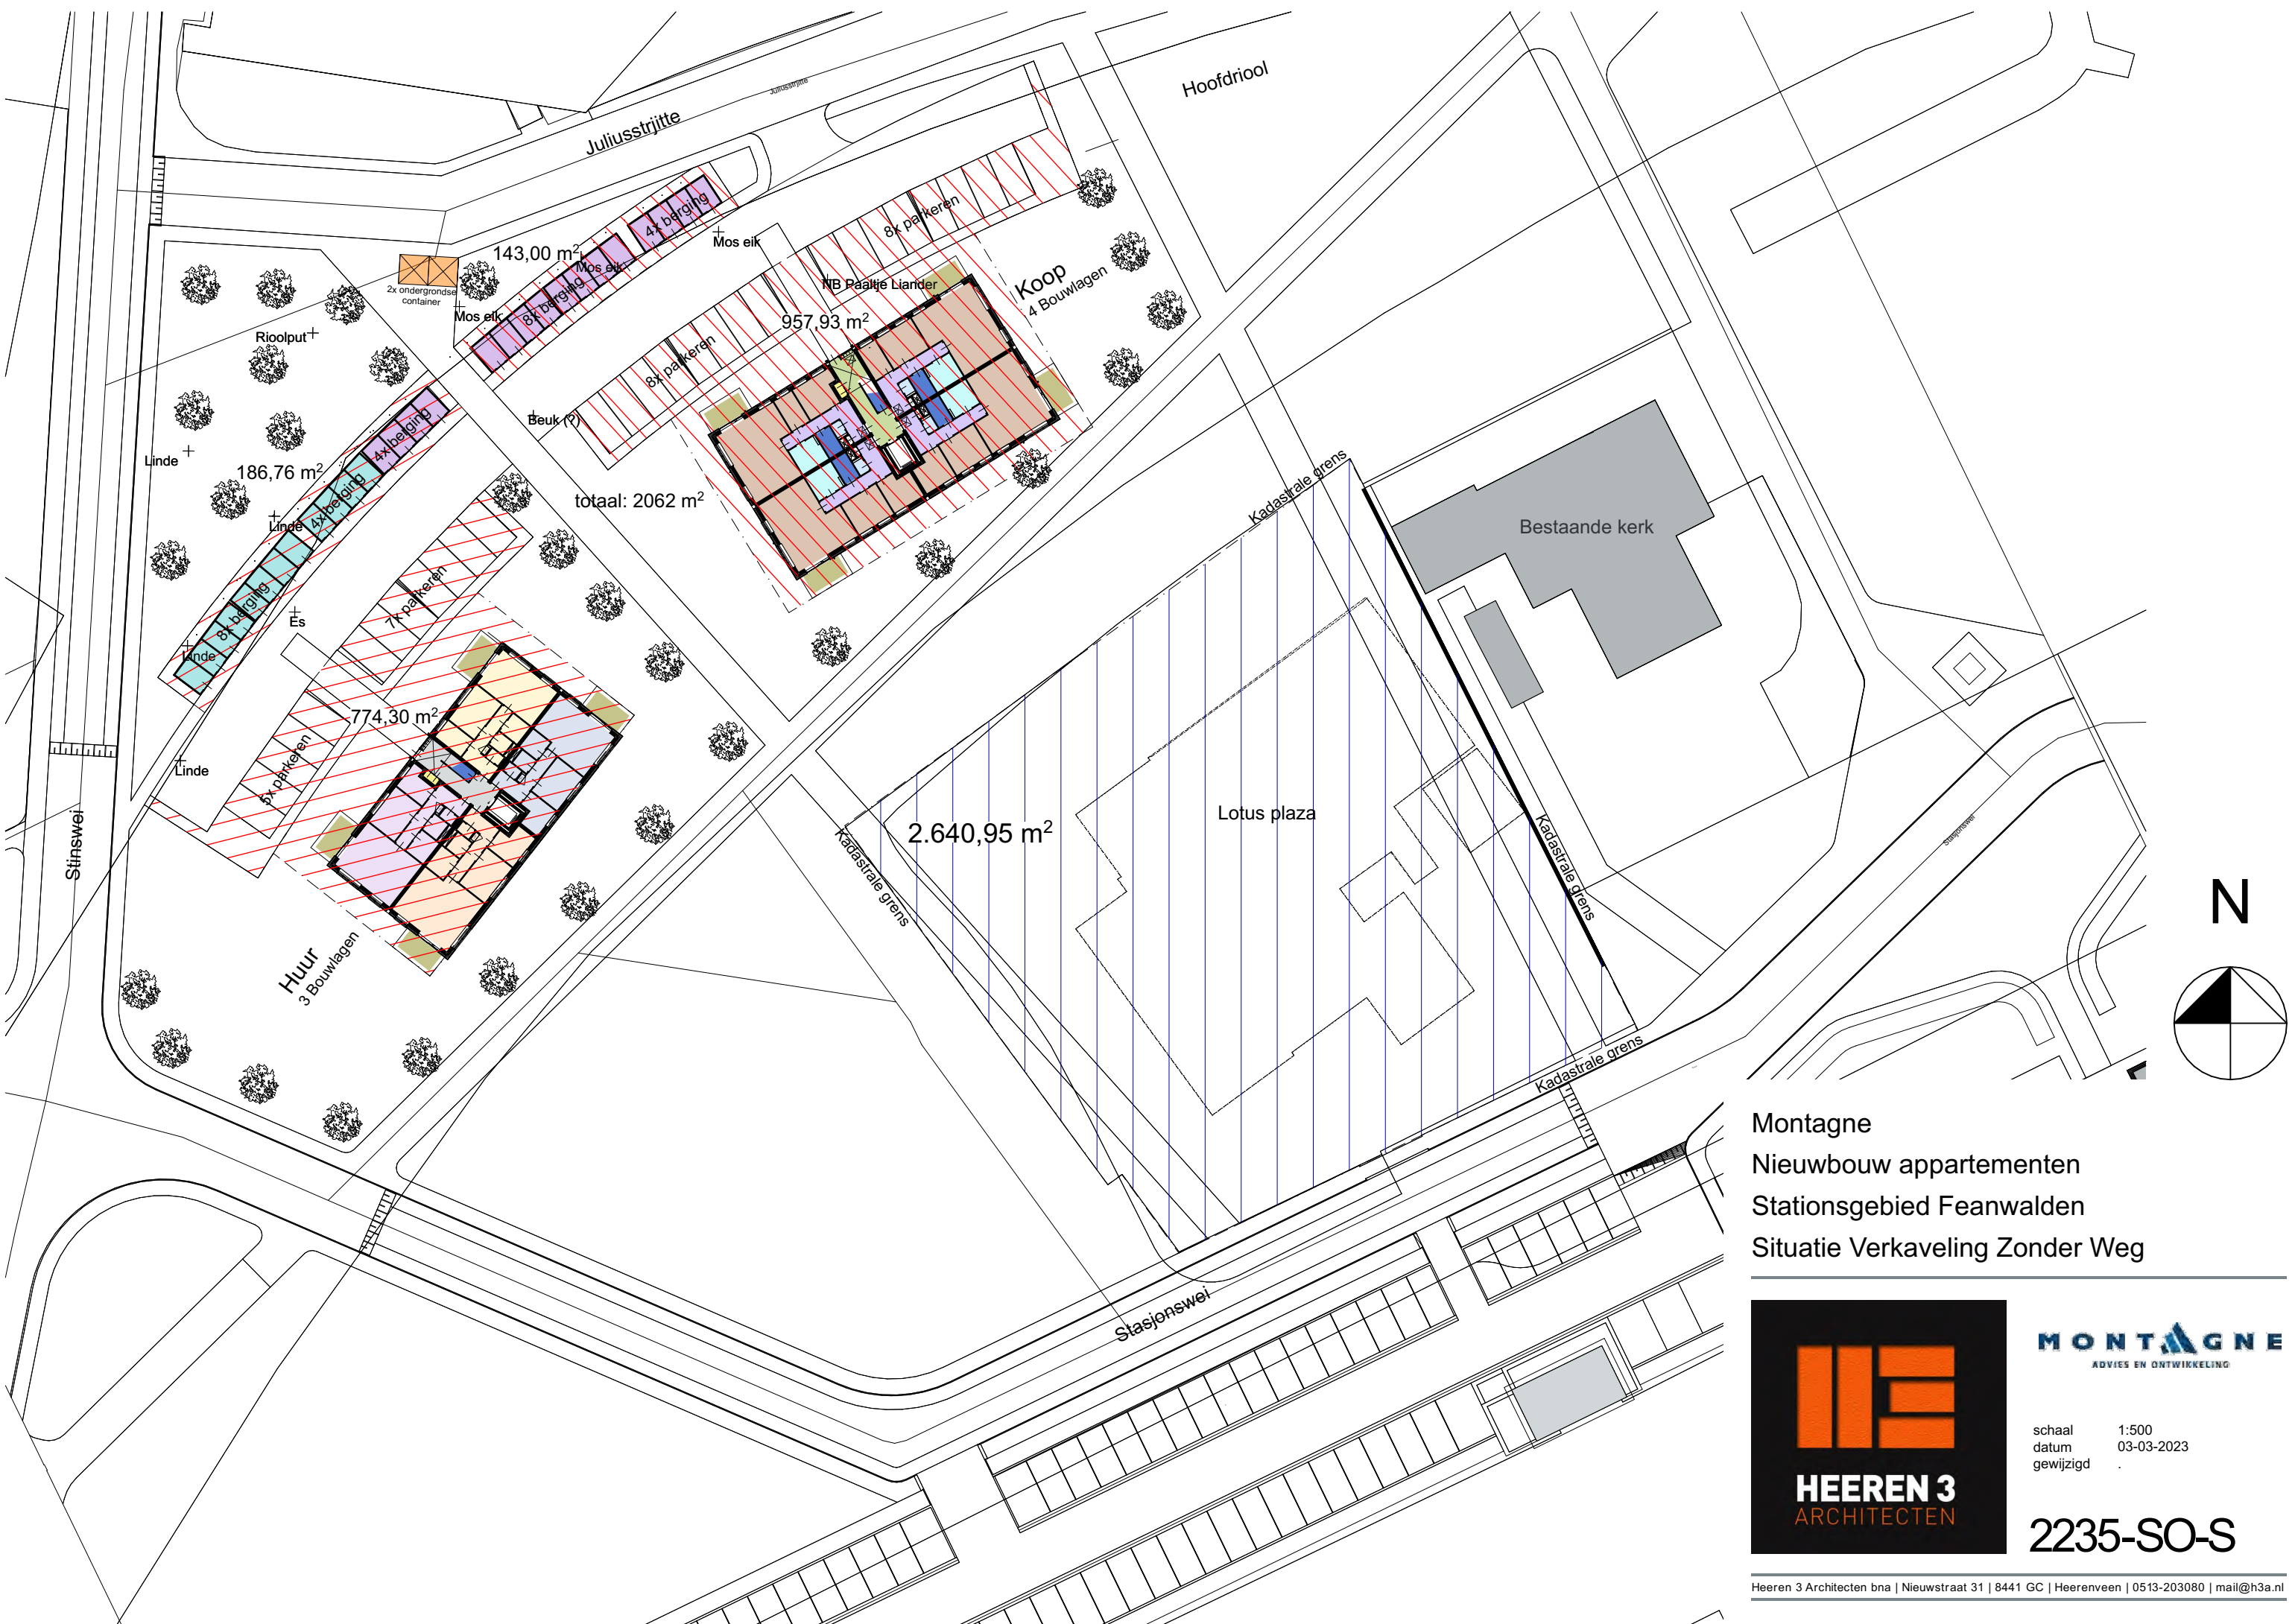 Juliusstrjitte
Juliusstrjitte
Hoofdriool
4x berging
143,00 m²
Mos eik
Mos eik
8x berging
8x parkeren
2x ondergrondse
container
Mos eik
NB Paaltje Liander
Koop
4 Bouwlagen
957,93 m²
Rioolput
8x parkeren
Beuk (?)
4x berging
Linde
186,76 m²
totaal: 2062 m²
Kadastrale grens
Bestaande kerk
4x berging
Linde
7x parkeren
8x berging
Es
Linde
774,30 m²
Linde
5x parkeren
Stinswei
Lotus plaza
2.640,95 m²
Kadastrale grens
Kadastrale grens
Stasjonswei
N
Huur
3 Bouwlagen
Kadastrale grens
Stasjonswei
Montagne
Nieuwbouw appartementen
Stationsgebied Feanwalden
Situatie Verkaveling Zonder Weg
MONTAGNE
ADVIES EN ONTWIKKELING
HEEREN 3
ARCHITECTEN
schaal 1:500
datum 03-03-2023
gewijzigd .
2235-SO-S
Heeren 3 Architecten bna | Nieuwstraat 31 | 8441 GC | Heerenveen | 0513-203080 | mail@h3a.nl